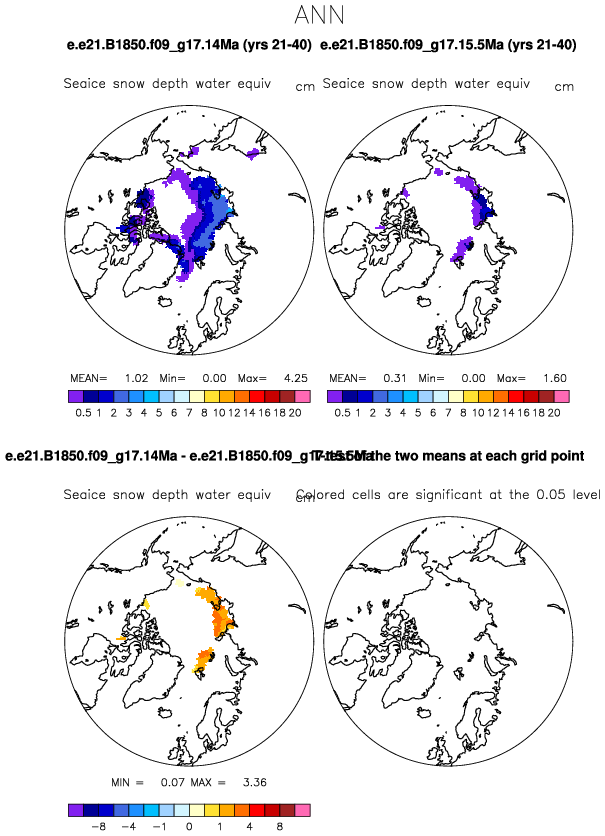 ANN
e.e21.B1850.f09_g17.14Ma (yrs 21-40) e.e21.B1850.f09_g17.15.5Ma (yrs 21-40)
Seaice snow depth water equiv cm Seaice snow depth water equiv cm
MEAN= 1.02 Min= 0.00 Max= 4.25 MEAN= 0.31 Min= 0.00 Max= 1.60
0.5 1 2 3 4 5 6 7 8 10 12 14 16 18 20 0.5 1 2 3 4 5 6 7 8 10 12 14 16 18 20
e.e21.B1850.f09_g17.14Ma - e.e21.B1850.f09_g17.15.5Ma T-test of the two means at each grid point
Seaice snow depth water equiv cm Colored cells are significant at the 0.05 level
MIN = 0.07 MAX = 3.36
-8 -4 -1 0 1 4 8